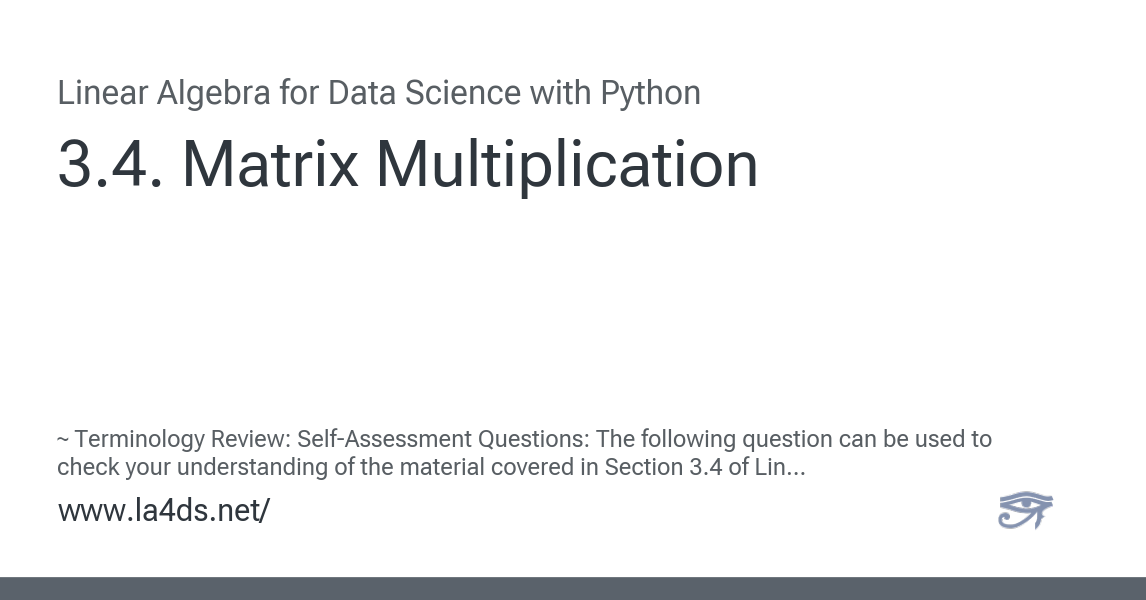 Linear Algebra for Data Science with Python
3.4. Matrix Multiplication
~ Terminology Review: Self-Assessment Questions: The following question can be used to
check your understanding of the material covered in Section 3.4 of Lin...
www.la4ds.net/